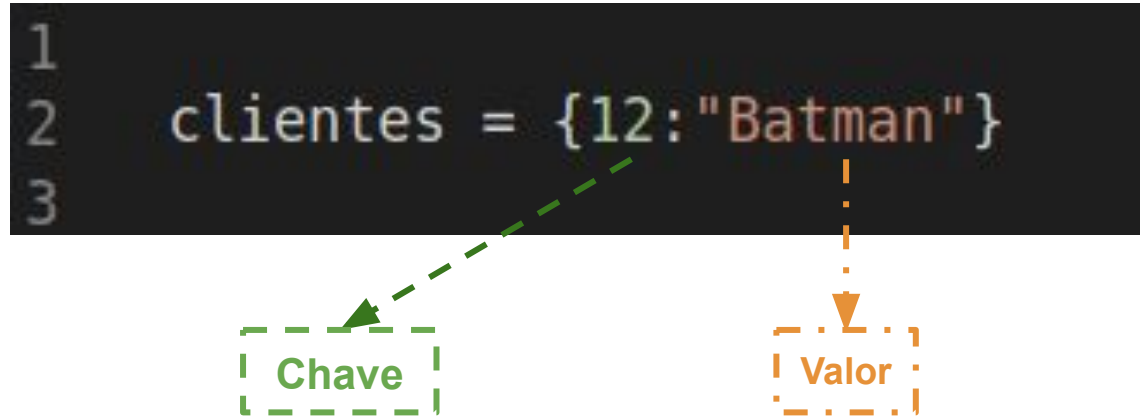 1
2 clientes = {12:"Batman"}
3
Chave
Valor